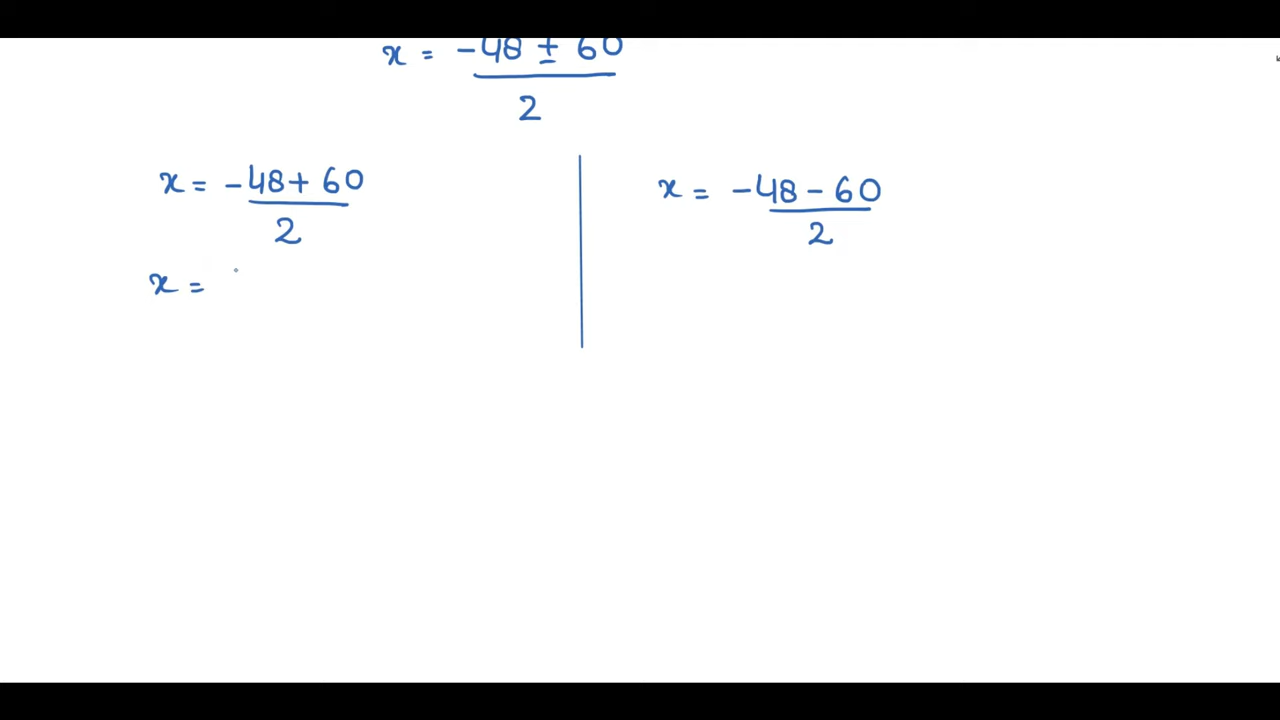 x = -48 ± 60
2
x = -48 + 60
2
x =
x = -48 - 60
2